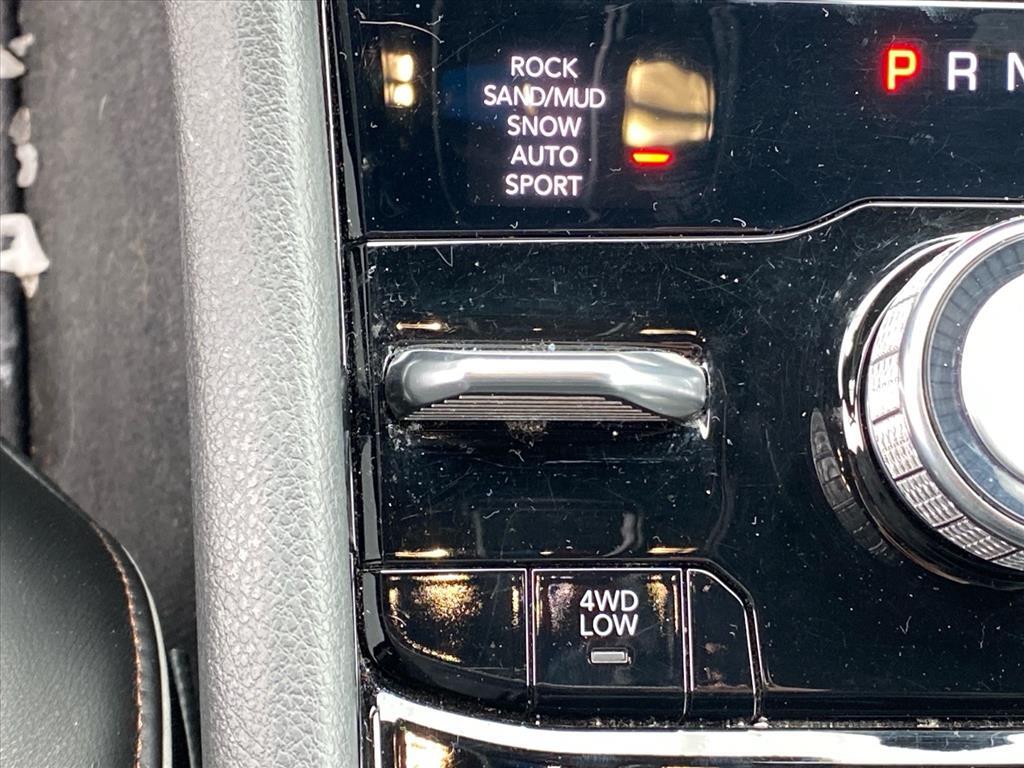 ROCK
SAND/MUD
SNOW
AUTO
SPORT
P R N
4WD
LOW